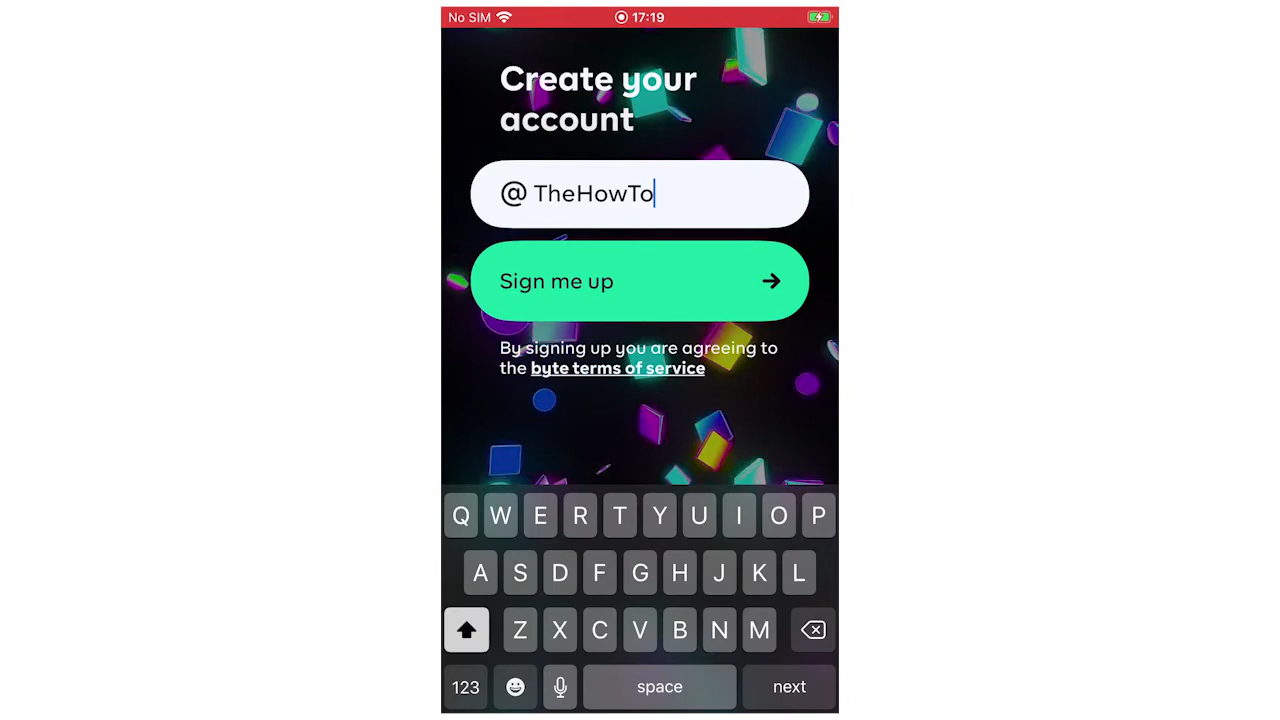 No SIM 17:19
Create your
account
@ TheHowTo
Sign me up
By signing up you are agreeing to
the byte terms of service
Q W E R T Y U I O P
A S D F G H J K L
Z X C V B N M
123 space next